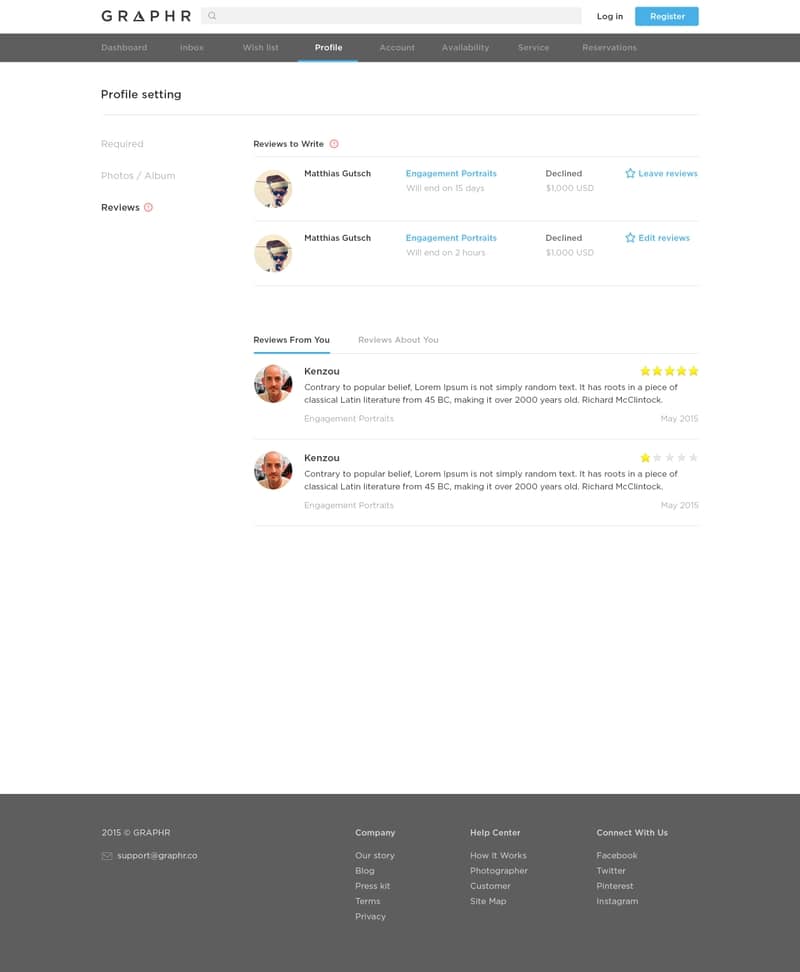 GRAPHR
Log in
Register
Dashboard
Inbox
Wish list
Profile
Account
Availability
Service
Reservations
Profile setting
Required
Photos / Album
Reviews
Reviews to Write
Matthias Gutsch
Engagement Portraits
Declined
Leave reviews
Will end on 15 days
$1,000 USD
Matthias Gutsch
Engagement Portraits
Declined
Edit reviews
Will end on 2 hours
$1,000 USD
Reviews From You
Reviews About You
Kenzou
Contrary to popular belief, Lorem Ipsum is not simply random text. It has roots in a piece of
classical Latin literature from 45 BC, making it over 2000 years old. Richard McClintock.
Engagement Portraits
May 2015
Kenzou
Contrary to popular belief, Lorem Ipsum is not simply random text. It has roots in a piece of
classical Latin literature from 45 BC, making it over 2000 years old. Richard McClintock.
Engagement Portraits
May 2015
2015 © GRAPHR
support@graphr.co
Company
Our story
Blog
Press kit
Terms
Privacy
Help Center
How It Works
Photographer
Customer
Site Map
Connect With Us
Facebook
Twitter
Pinterest
Instagram